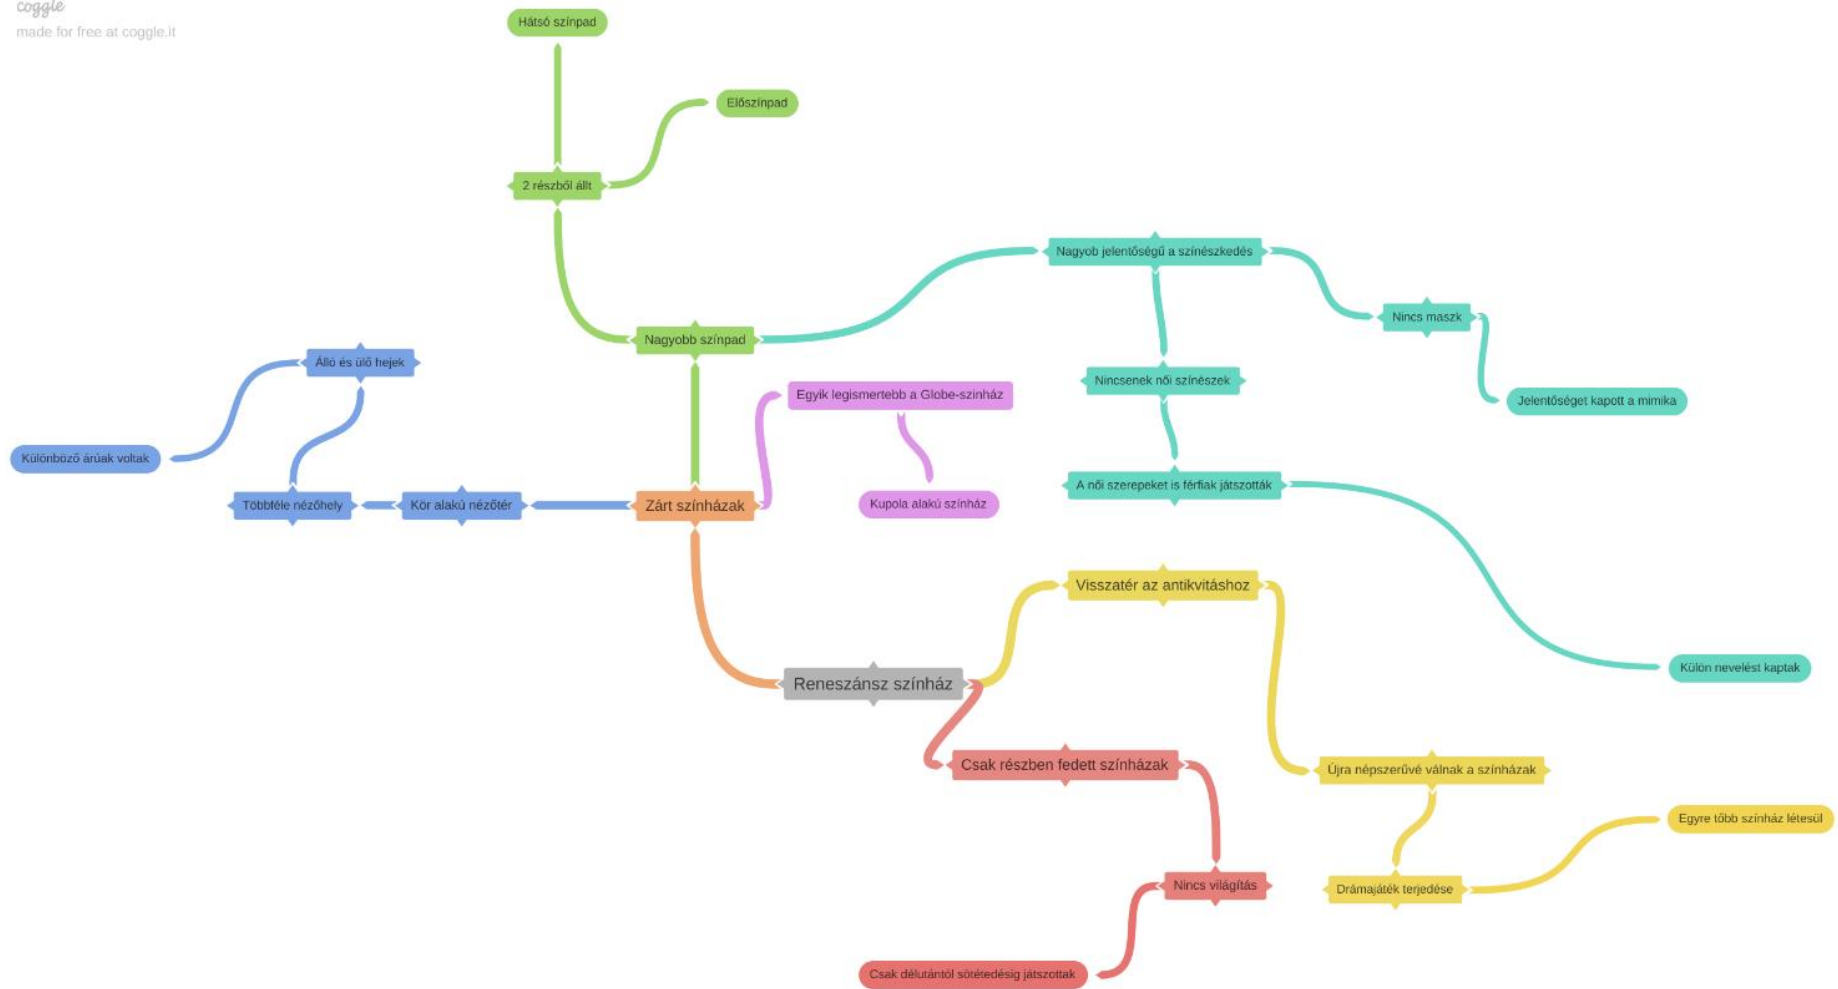 coggle
made for free at coggle.it
Hátsó színpad
Előszínpad
2 részből állt
Nagyob jelentőségű a színészkedés
Nincs maszk
Nagyobb színpad
Álló és ülő hejek
Nincsenek női színészek
Egyik legismertebb a Globe-szinház
Jelentőséget kapott a mimika
Különböző árúak voltak
A női szerepeket is férfiak játszották
Többféle nézőhely
Kör alakú nézőtér
Zárt színházak
Kupola alakú színház
Visszatér az antikvitáshoz
Külön nevelést kaptak
Reneszánsz színház
Csak részben fedett színházak
Újra népszerűvé válnak a színházak
Egyre tőbb színház létesül
Nincs világítás
Drámajáték terjedése
Csak délutántól sötétedésig játszottak